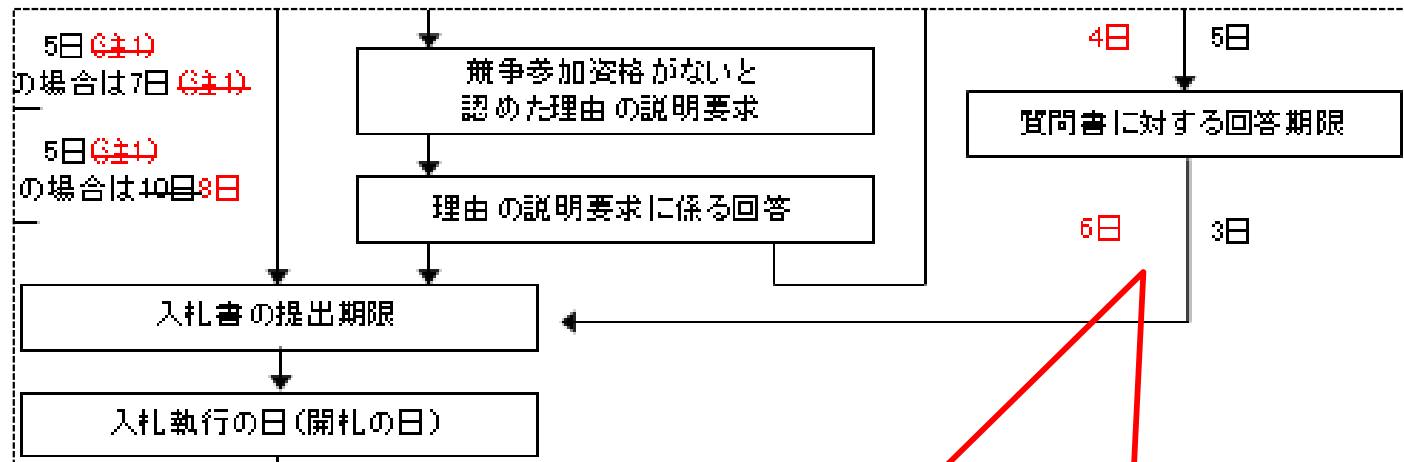 5日(注1)
の場合は7日(注1)
5日(注1)
の場合は10日8日
競争参加資格がないと
認めた理由の説明要求
理由の説明要求に係る回答
4日
5日
質問書に対する回答期限
6日
3日
入札書の提出期限
入札執行の日(開札の日)